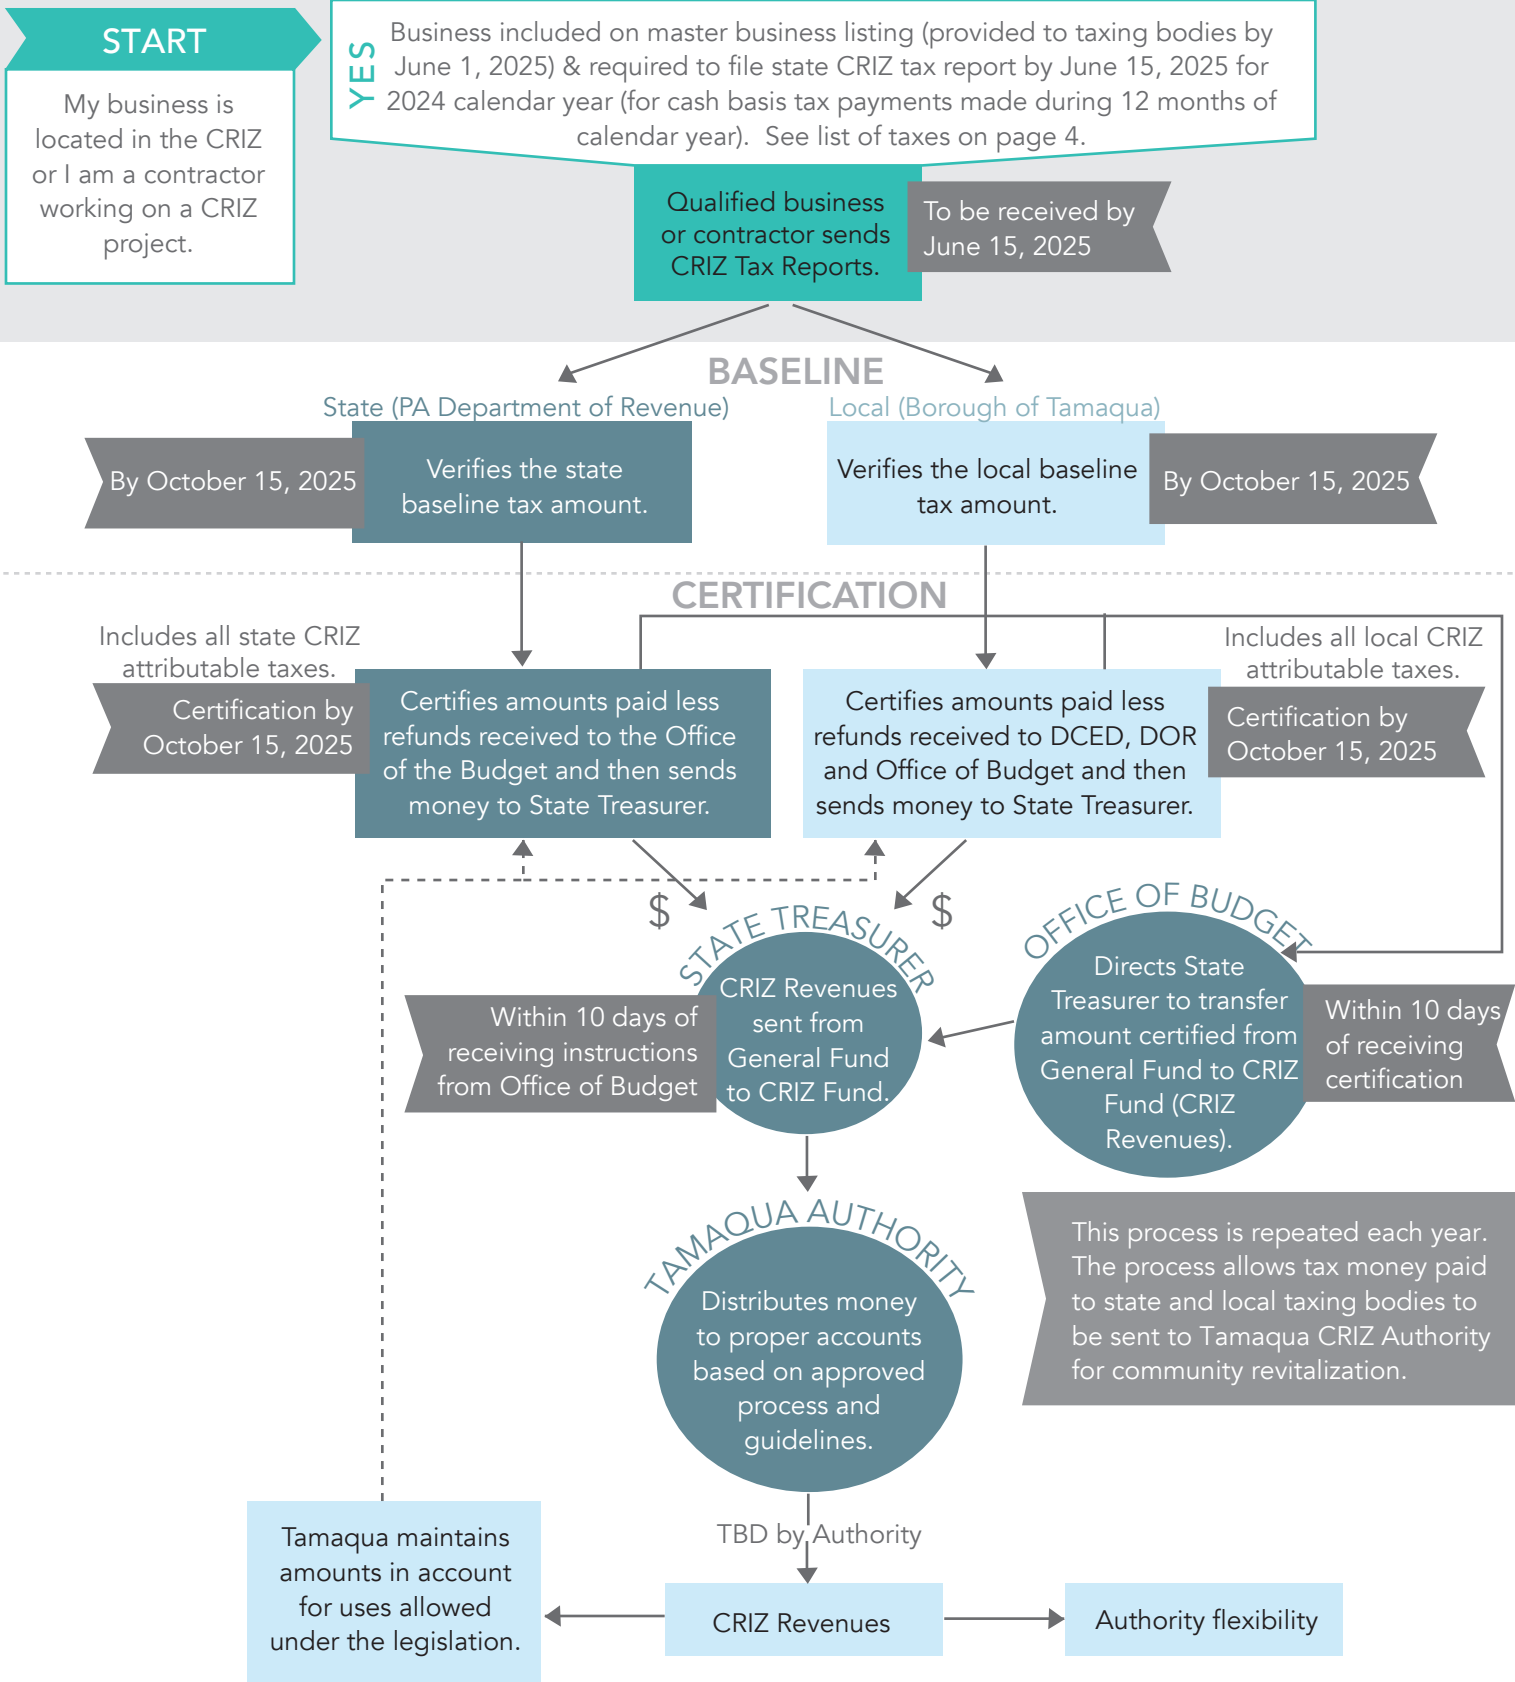 START
My business is
located in the CRIZ
or I am a contractor
working on a CRIZ
project.
YES
Business included on master business listing (provided to taxing bodies by
June 1, 2025) & required to file state CRIZ tax report by June 15, 2025 for
2024 calendar year (for cash basis tax payments made during 12 months of
calendar year). See list of taxes on page 4.
Qualified business
or contractor sends
CRIZ Tax Reports.
To be received by
June 15, 2025
BASELINE
State (PA Department of Revenue)
Local (Borough of Tamaqua)
By October 15, 2025
Verifies the state
baseline tax amount.
Verifies the local baseline
tax amount.
By October 15, 2025
CERTIFICATION
Includes all state CRIZ
attributable taxes.
Certification by
October 15, 2025
Certifies amounts paid less
refunds received to the Office
of the Budget and then sends
money to State Treasurer.
Certifies amounts paid less
refunds received to DCED, DOR
and Office of Budget and then
sends money to State Treasurer.
Includes all local CRIZ
attributable taxes.
Certification by
October 15, 2025
$
$
STATE TREASURER
CRIZ Revenues
sent from
General Fund
to CRIZ Fund.
Within 10 days of
receiving instructions
from Office of Budget
OFFICE OF BUDGET
Directs State
Treasurer to transfer
amount certified from
General Fund to CRIZ
Fund (CRIZ
Revenues).
Within 10 days
of receiving
certification
TAMAQUA AUTHORITY
Distributes money
to proper accounts
based on approved
process and
guidelines.
This process is repeated each year.
The process allows tax money paid
to state and local taxing bodies to
be sent to Tamaqua CRIZ Authority
for community revitalization.
TBD by Authority
Tamaqua maintains
amounts in account
for uses allowed
under the legislation.
CRIZ Revenues
Authority flexibility